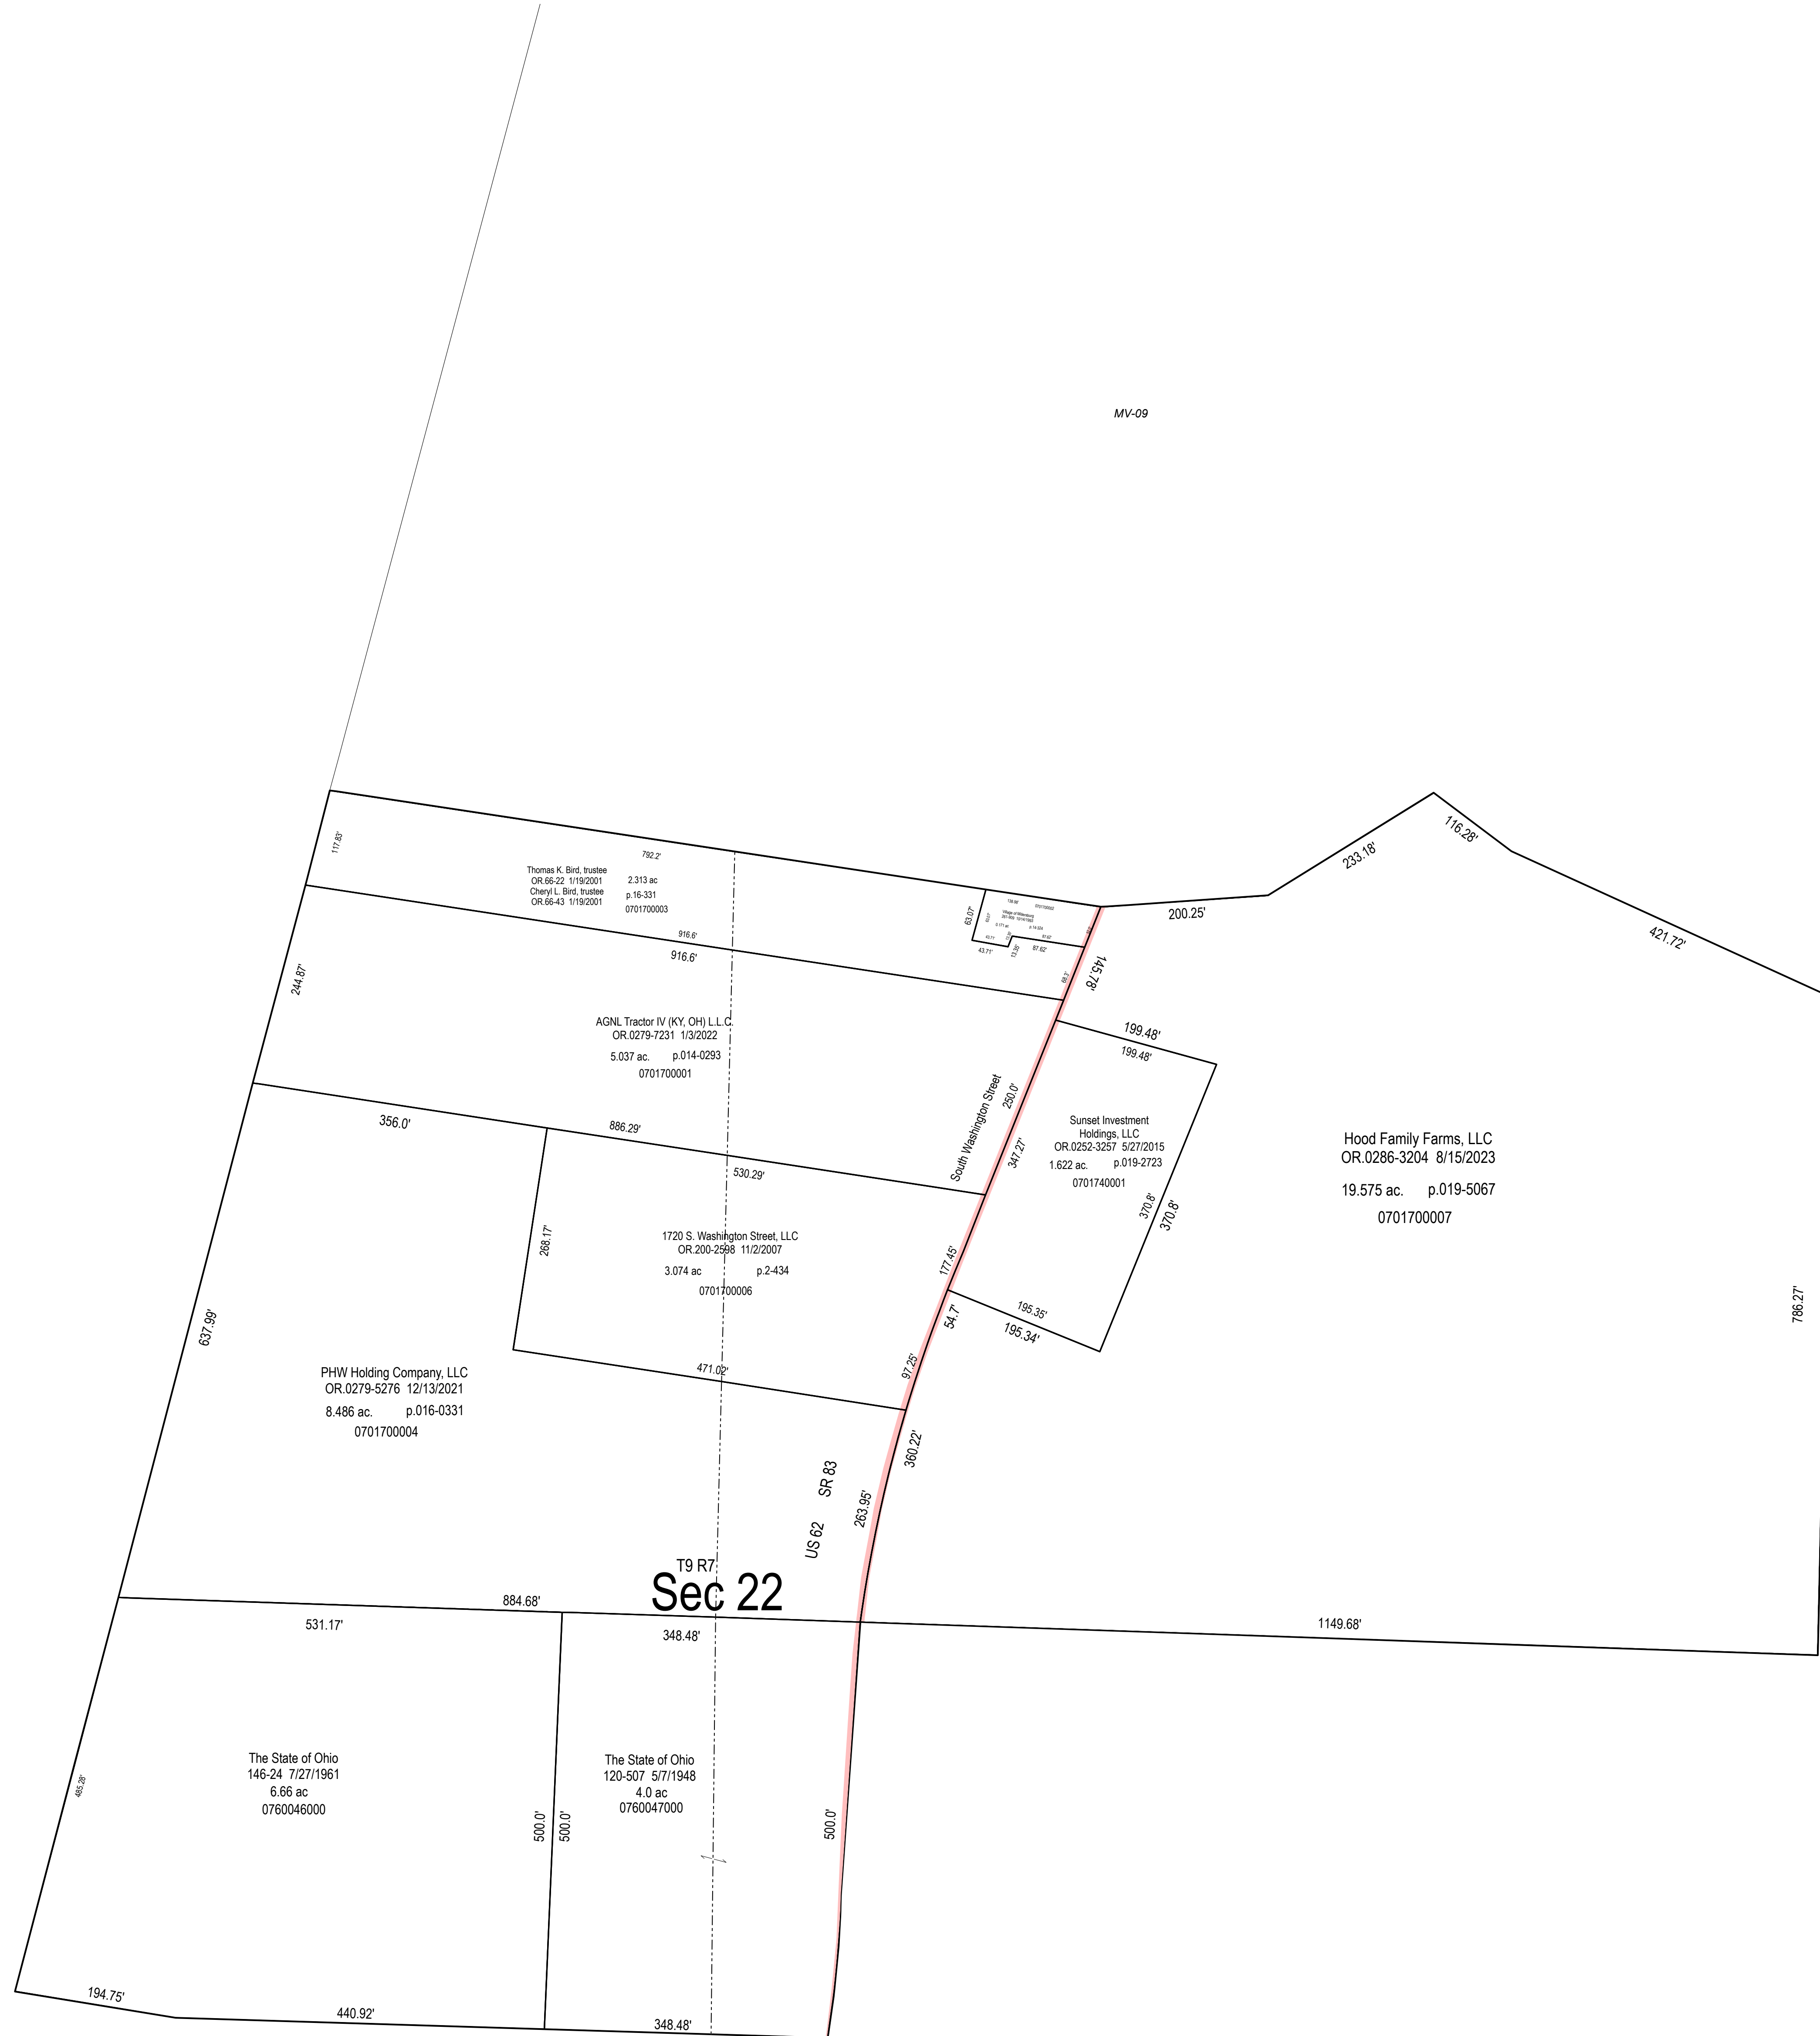 MV-09
116.28'
233.18'
200.25'
421.72'
117.83'
792.2'
Thomas K. Bird, trustee
OR.66-22 1/19/2001
Cheryl L. Bird, trustee
OR.66-43 1/19/2001
2.313 ac
p.16-331
0701700003
63.07'
43.71'
13.35'
87.62'
68.3'
145.78'
916.6'
916.6'
244.87'
AGNL Tractor IV (KY, OH) L.L.C.
OR.0279-7231 1/3/2022
5.037 ac. p.014-0293
0701700001
199.48'
199.48'
South Washington Street
250.0'
347.27'
Sunset Investment
Holdings, LLC
OR.0252-3257 5/27/2015
1.622 ac. p.019-2723
0701740001
370.8'
370.8'
Hood Family Farms, LLC
OR.0286-3204 8/15/2023
19.575 ac. p.019-5067
0701700007
786.27'
356.0'
886.29'
530.29'
268.17'
1720 S. Washington Street, LLC
OR.200-2598 11/2/2007
3.074 ac p.2-434
0701700006
177.45'
54.7'
195.35'
195.34'
637.99'
471.02'
97.25'
PHW Holding Company, LLC
OR.0279-5276 12/13/2021
8.486 ac. p.016-0331
0701700004
360.22'
SR 83
US 62
263.95'
T9 R7
Sec 22
884.68'
531.17'
348.48'
1149.68'
The State of Ohio
146-24 7/27/1961
6.66 ac
0760046000
The State of Ohio
120-507 5/7/1948
4.0 ac
0760047000
485.28'
500.0'
500.0'
500.0'
194.75'
440.92'
348.48'